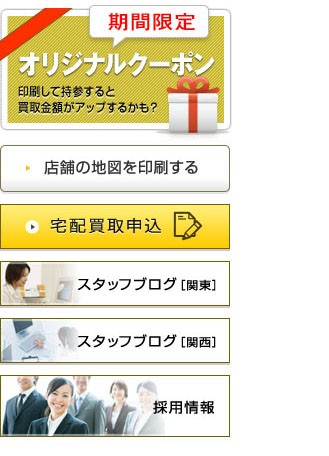 期間限定
オリジナルクーポン
印刷して持参すると
買取金額がアップするかも？
店舗の地図を印刷する
宅配買取申込
スタッフブログ［関東］
スタッフブログ［関西］
採用情報